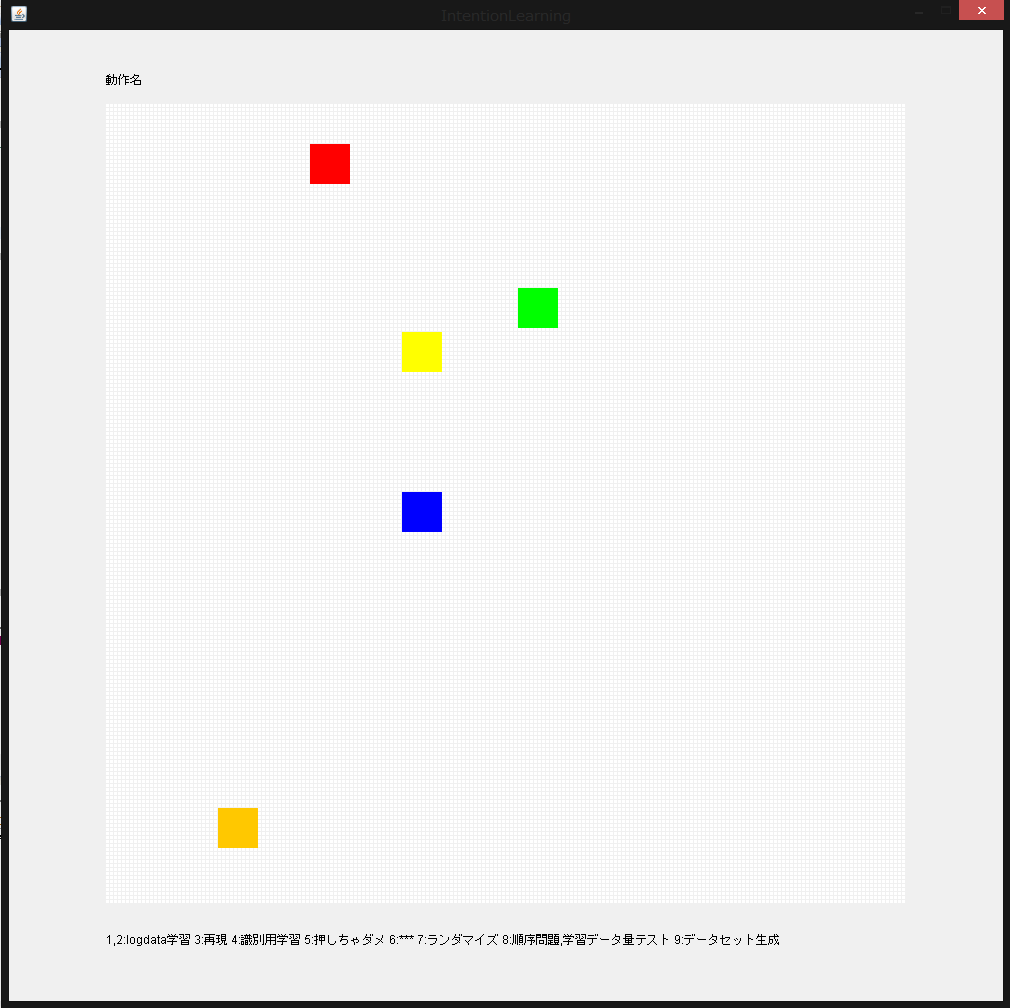 IntentionLearning
動作名
1,2:logdata学習 3:再現 4:識別用学習 5:押しちゃダメ 6:*** 7:ランダマイズ 8:順序問題,学習データ量テスト 9:データセット生成